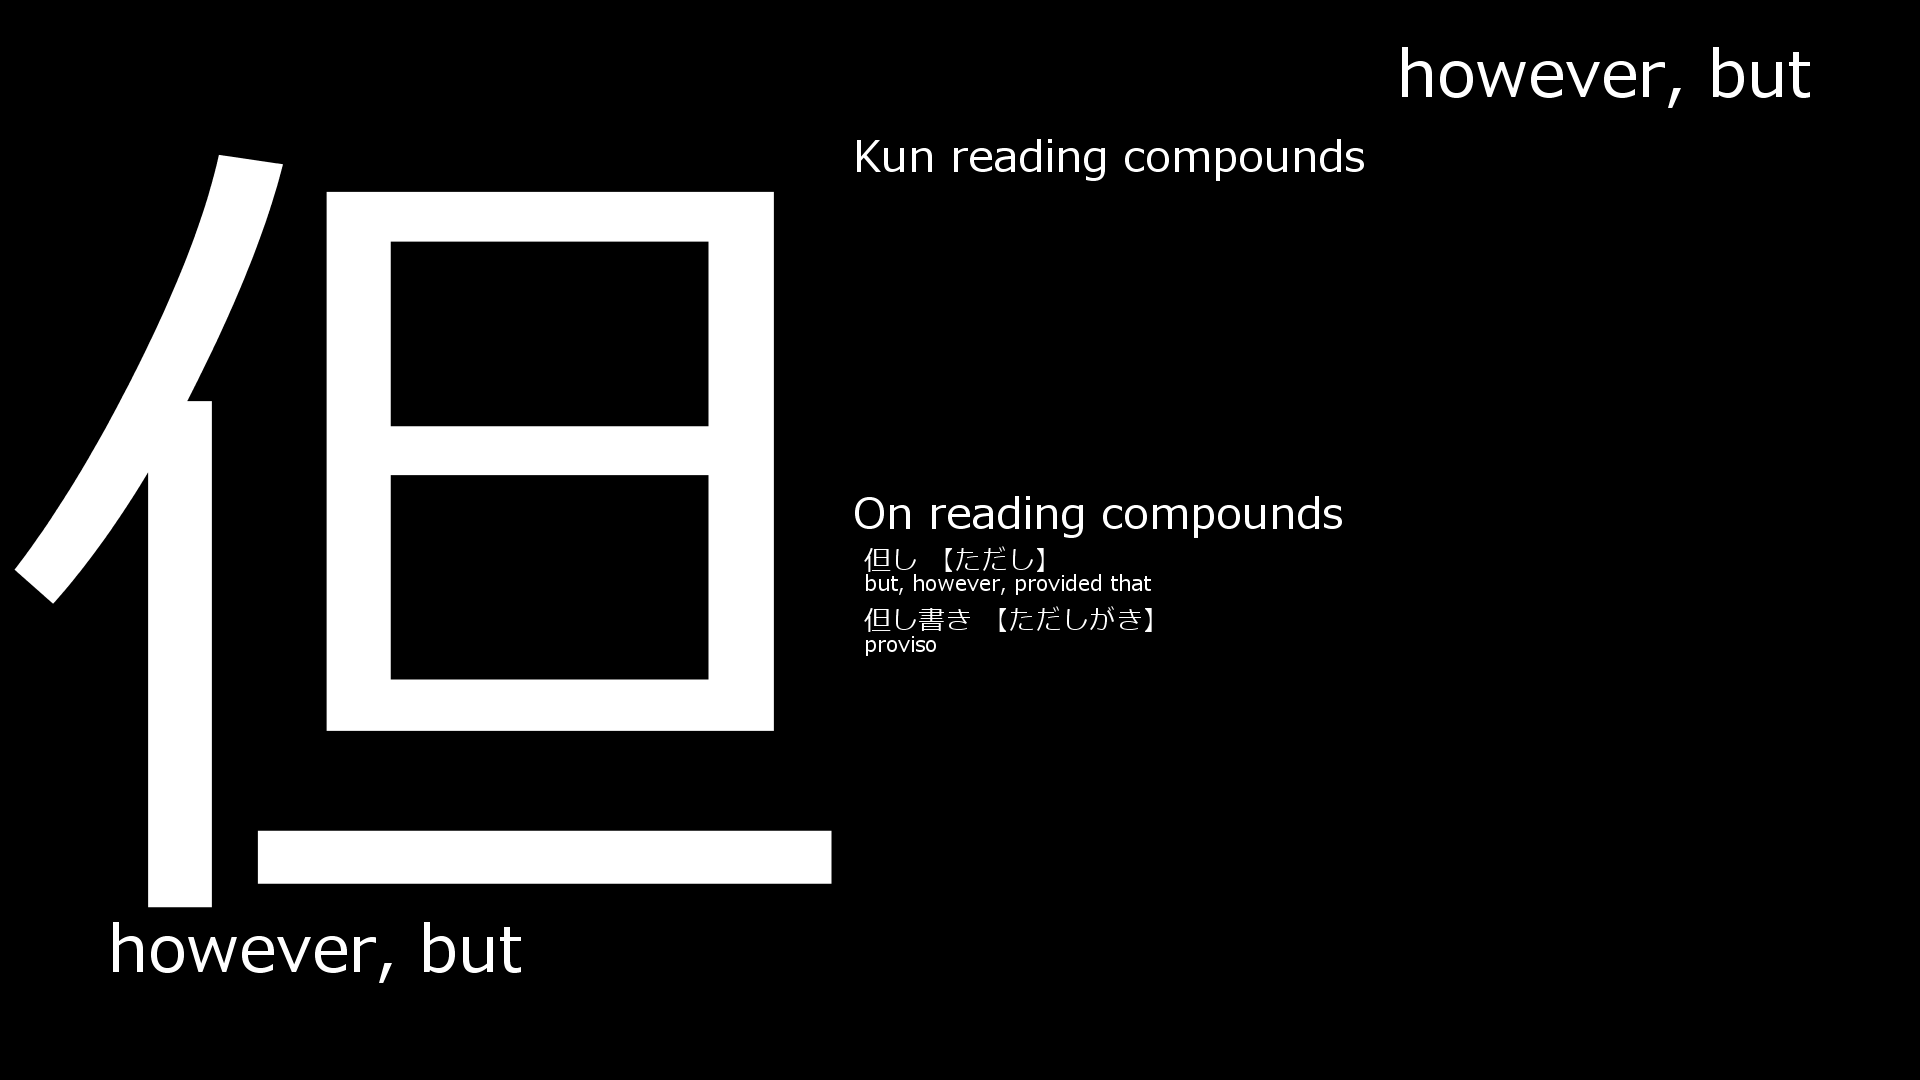 however, but
但
however, but
Kun reading compounds
On reading compounds
但し 【ただし】
but, however, provided that
但し書き 【ただしがき】
proviso